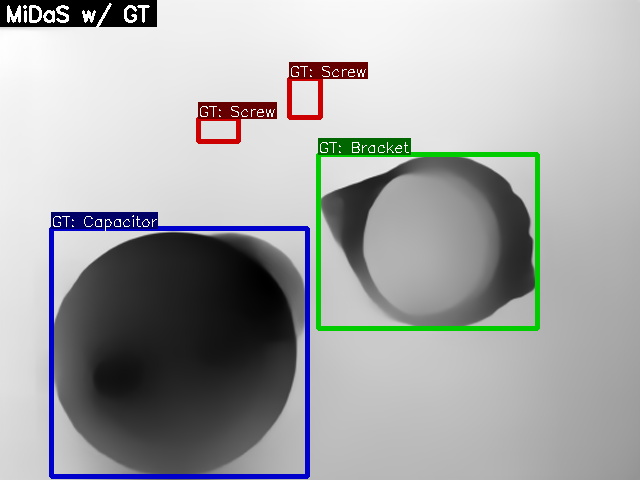 MiDaS w/ GT
GT: Screw
GT: Screw
GT: Bracket
GT: Capacitor